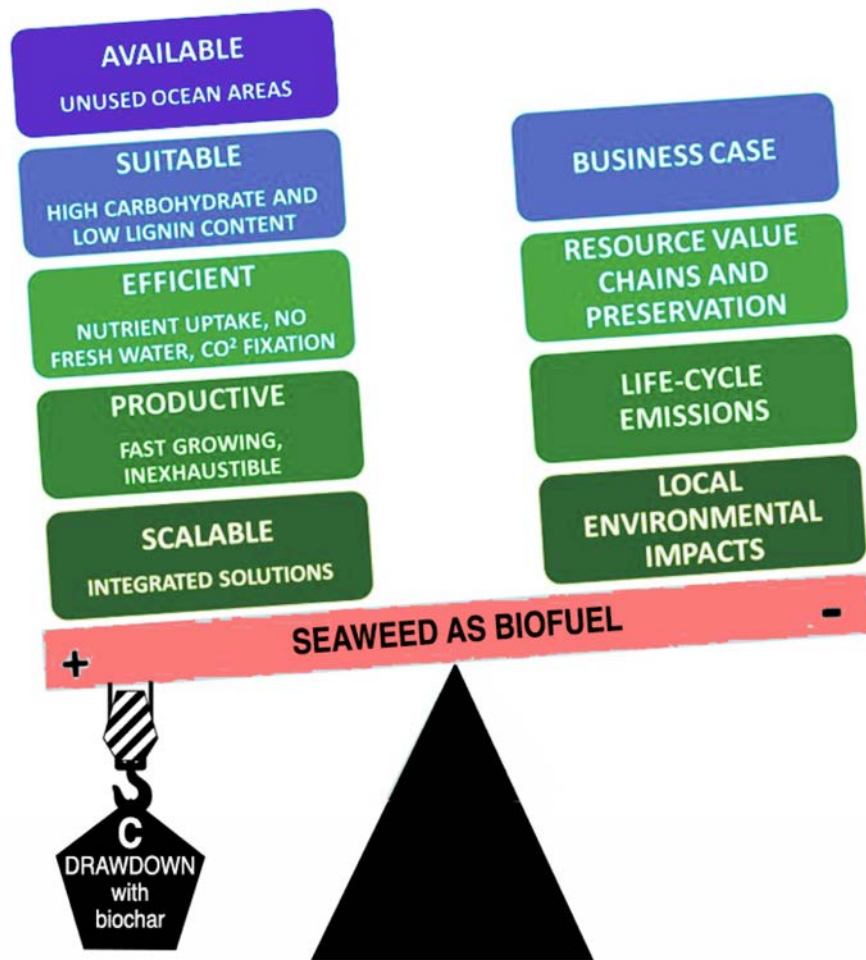 AVAILABLE
UNUSED OCEAN AREAS
SUITABLE
HIGH CARBOHYDRATE AND
LOW LIGNIN CONTENT
EFFICIENT
NUTRIENT UPTAKE, NO
FRESH WATER, CO² FIXATION
PRODUCTIVE
FAST GROWING,
INEXHAUSTIBLE
SCALABLE
INTEGRATED SOLUTIONS
BUSINESS CASE
RESOURCE VALUE
CHAINS AND
PRESERVATION
LIFE-CYCLE
EMISSIONS
LOCAL
ENVIRONMENTAL
IMPACTS
+ SEAWEED AS BIOFUEL -
C
DRAWDOWN
with
biochar